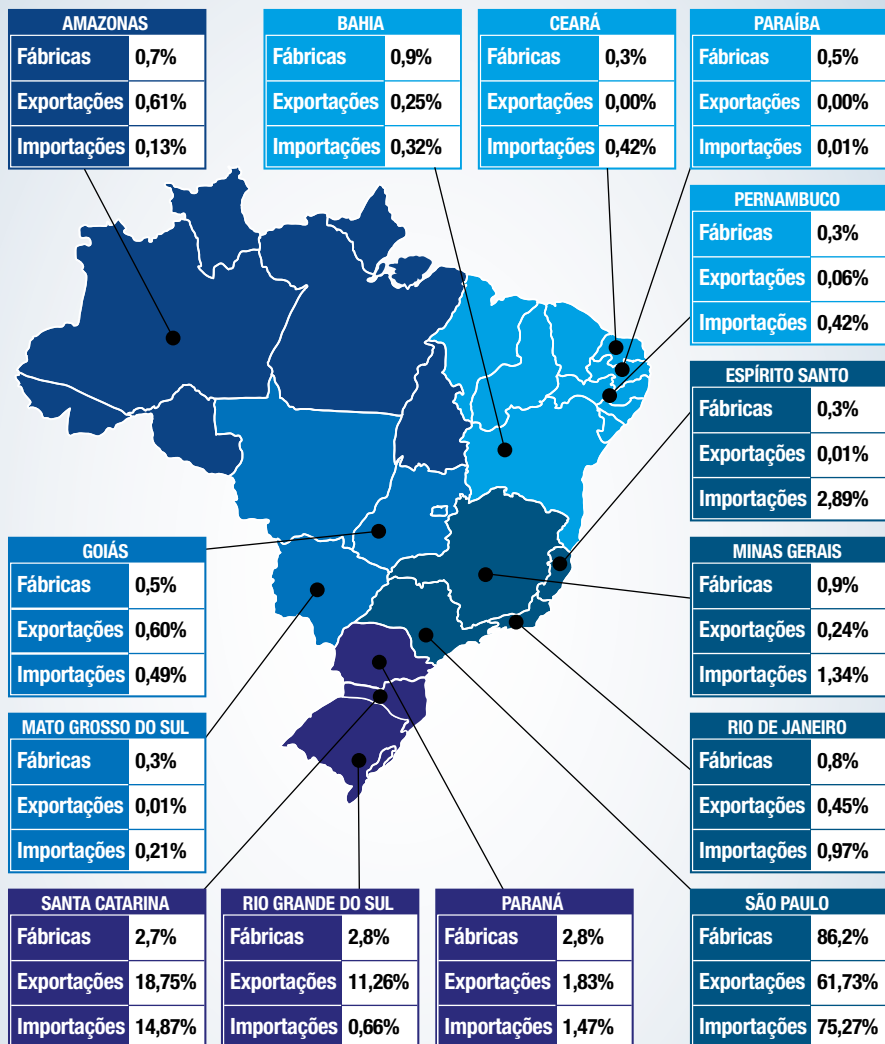 AMAZONAS
Fábricas 0,7%
Exportações 0,61%
Importações 0,13%
BAHIA
Fábricas 0,9%
Exportações 0,25%
Importações 0,32%
CEARÁ
Fábricas 0,3%
Exportações 0,00%
Importações 0,42%
PARAÍBA
Fábricas 0,5%
Exportações 0,00%
Importações 0,01%
PERNAMBUCO
Fábricas 0,3%
Exportações 0,06%
Importações 0,42%
ESPÍRITO SANTO
Fábricas 0,3%
Exportações 0,01%
Importações 2,89%
GOIÁS
Fábricas 0,5%
Exportações 0,60%
Importações 0,49%
MINAS GERAIS
Fábricas 0,9%
Exportações 0,24%
Importações 1,34%
MATO GROSSO DO SUL
Fábricas 0,3%
Exportações 0,01%
Importações 0,21%
RIO DE JANEIRO
Fábricas 0,8%
Exportações 0,45%
Importações 0,97%
SANTA CATARINA
Fábricas 2,7%
Exportações 18,75%
Importações 14,87%
RIO GRANDE DO SUL
Fábricas 2,8%
Exportações 11,26%
Importações 0,66%
PARANÁ
Fábricas 2,8%
Exportações 1,83%
Importações 1,47%
SÃO PAULO
Fábricas 86,2%
Exportações 61,73%
Importações 75,27%